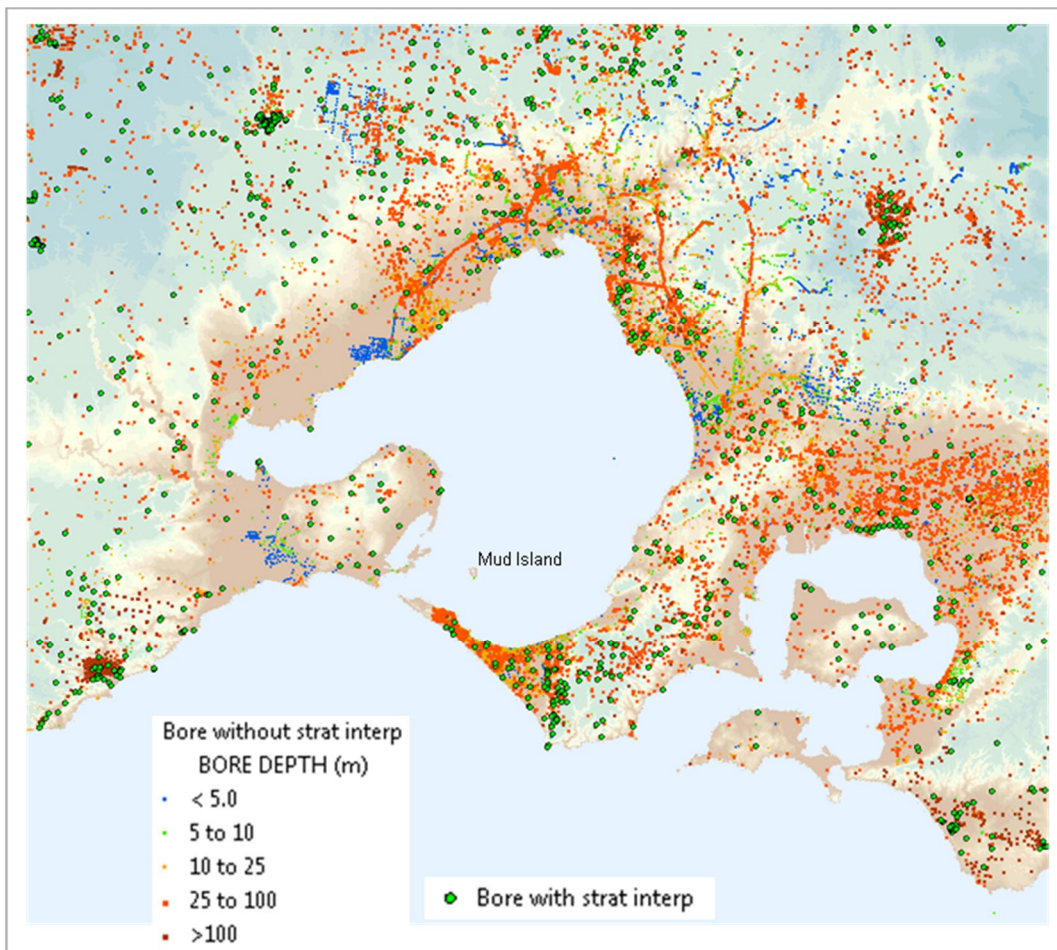 Mud Island
Bore without strat interp
BORE DEPTH (m)
< 5.0
5 to 10
10 to 25
25 to 100
>100
Bore with strat interp